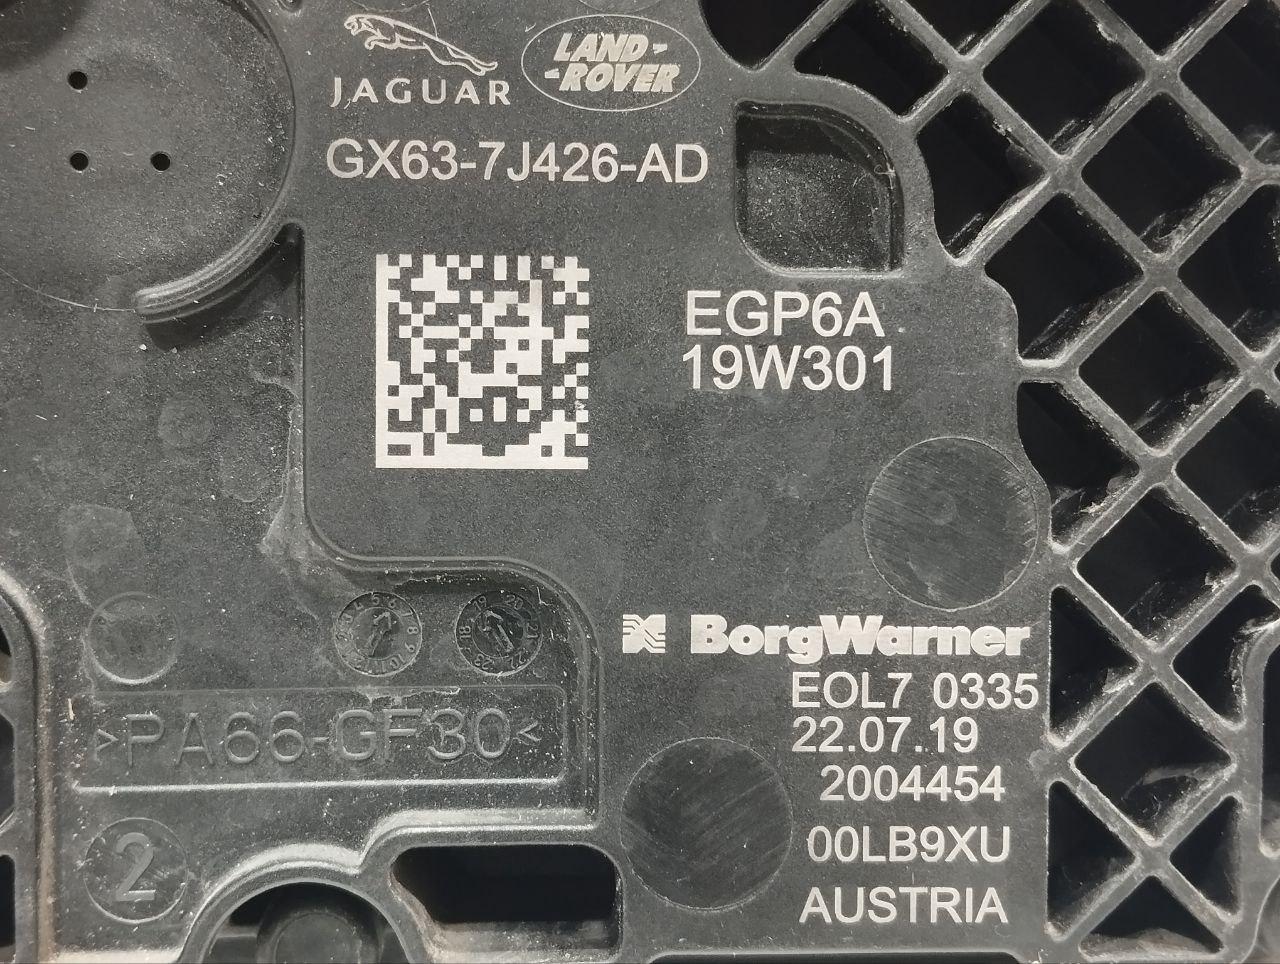 JAGUAR
LAND-
-ROVER
GX63-7J426-AD
EGP6A
19W301
BorgWarner
EOL7 0335
22.07.19
2004454
00LB9XU
AUSTRIA
>PA66-GF30<
2